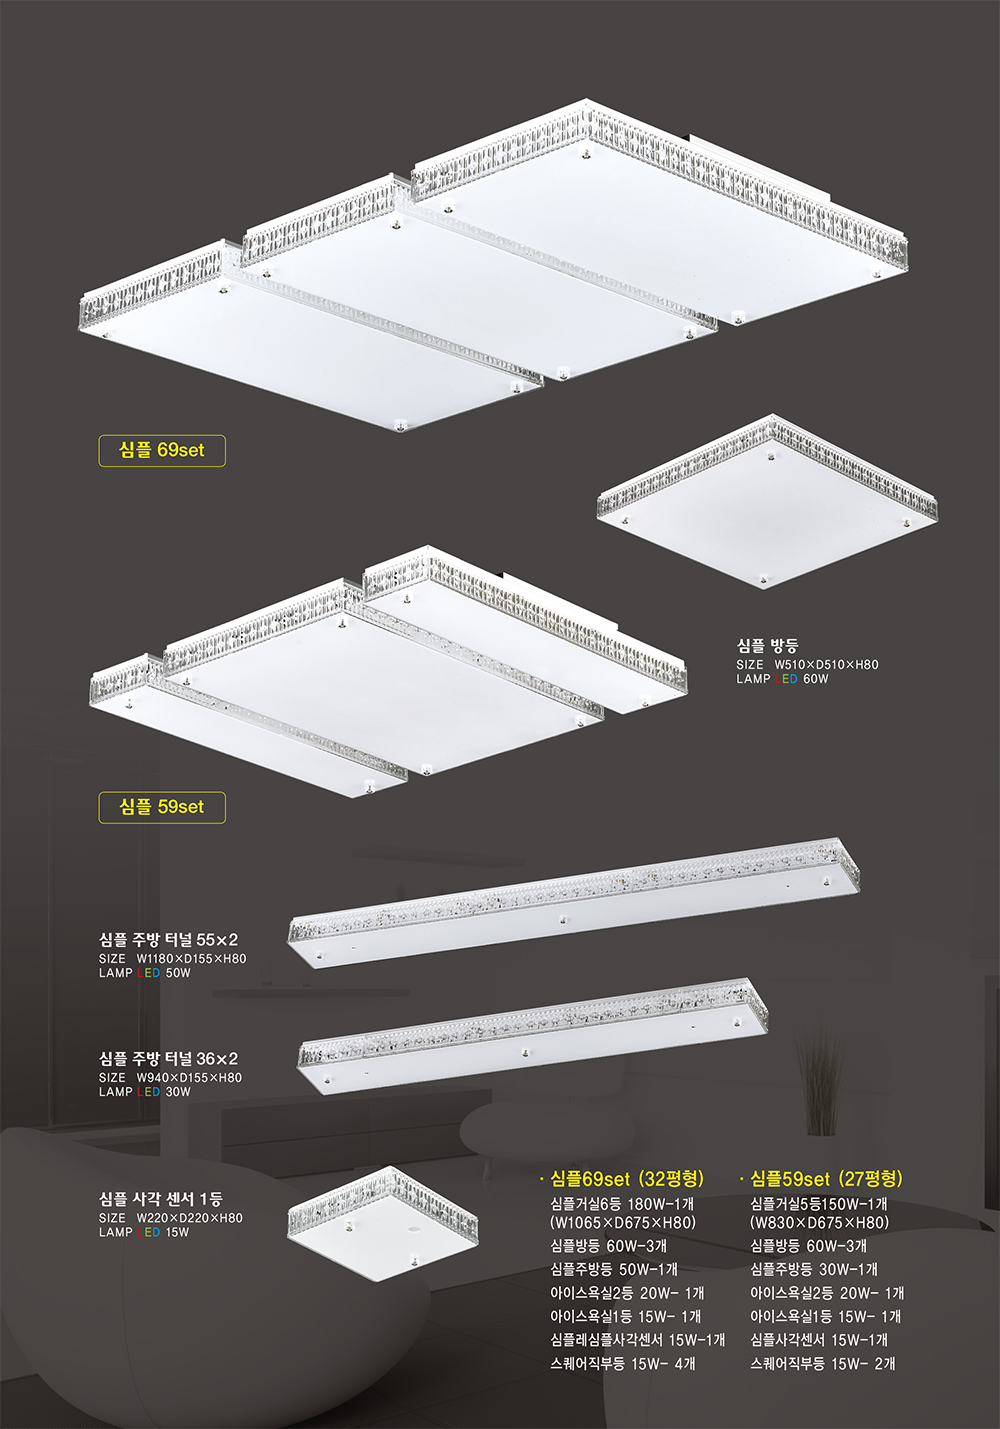 심플 69set
심플 방등
SIZE W510×D510×H80
LAMP LED 60W
심플 59set
심플 주방 터널 55×2
SIZE W1180×D155×H80
LAMP LED 50W
심플 주방 터널 36×2
SIZE W940×D155×H80
LAMP LED 30W
심플 사각 센서 1등
SIZE W220×D220×H80
LAMP LED 15W
· 심플69set (32평형)
심플거실6등 180W-1개
(W1065×D675×H80)
심플방등 60W-3개
심플주방등 50W-1개
아이스욕실2등 20W- 1개
아이스욕실1등 15W- 1개
심플레심플사각센서 15W-1개
스퀘어직부등 15W- 4개
· 심플59set (27평형)
심플거실5등150W-1개
(W830×D675×H80)
심플방등 60W-3개
심플주방등 30W-1개
아이스욕실2등 20W- 1개
아이스욕실1등 15W- 1개
심플사각센서 15W-1개
스퀘어직부등 15W- 2개